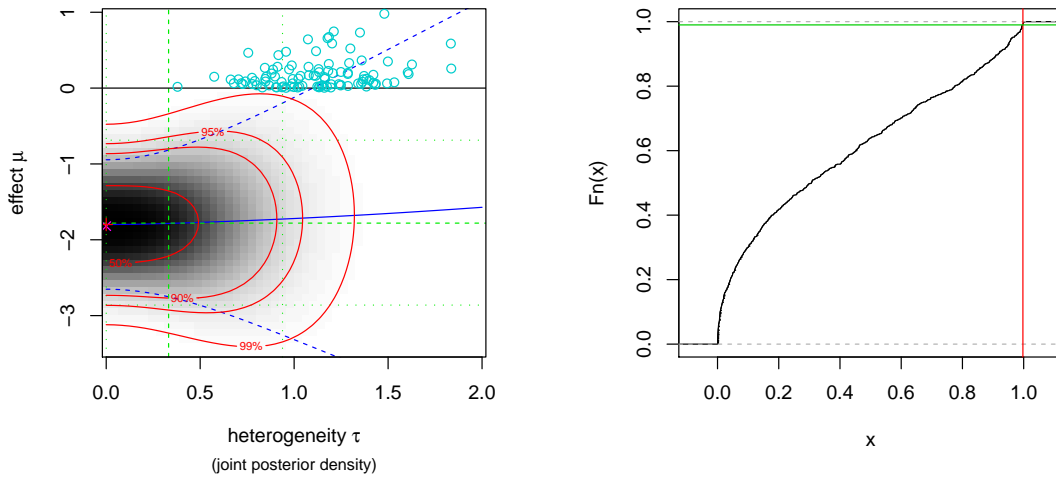 effect μ
1
0
−1
−2
−3
95%
50%
90%
99%
0.0 0.5 1.0 1.5 2.0
heterogeneity τ
(joint posterior density)
Fn(x)
1.0
0.8
0.6
0.4
0.2
0.0
0.0 0.2 0.4 0.6 0.8 1.0
x